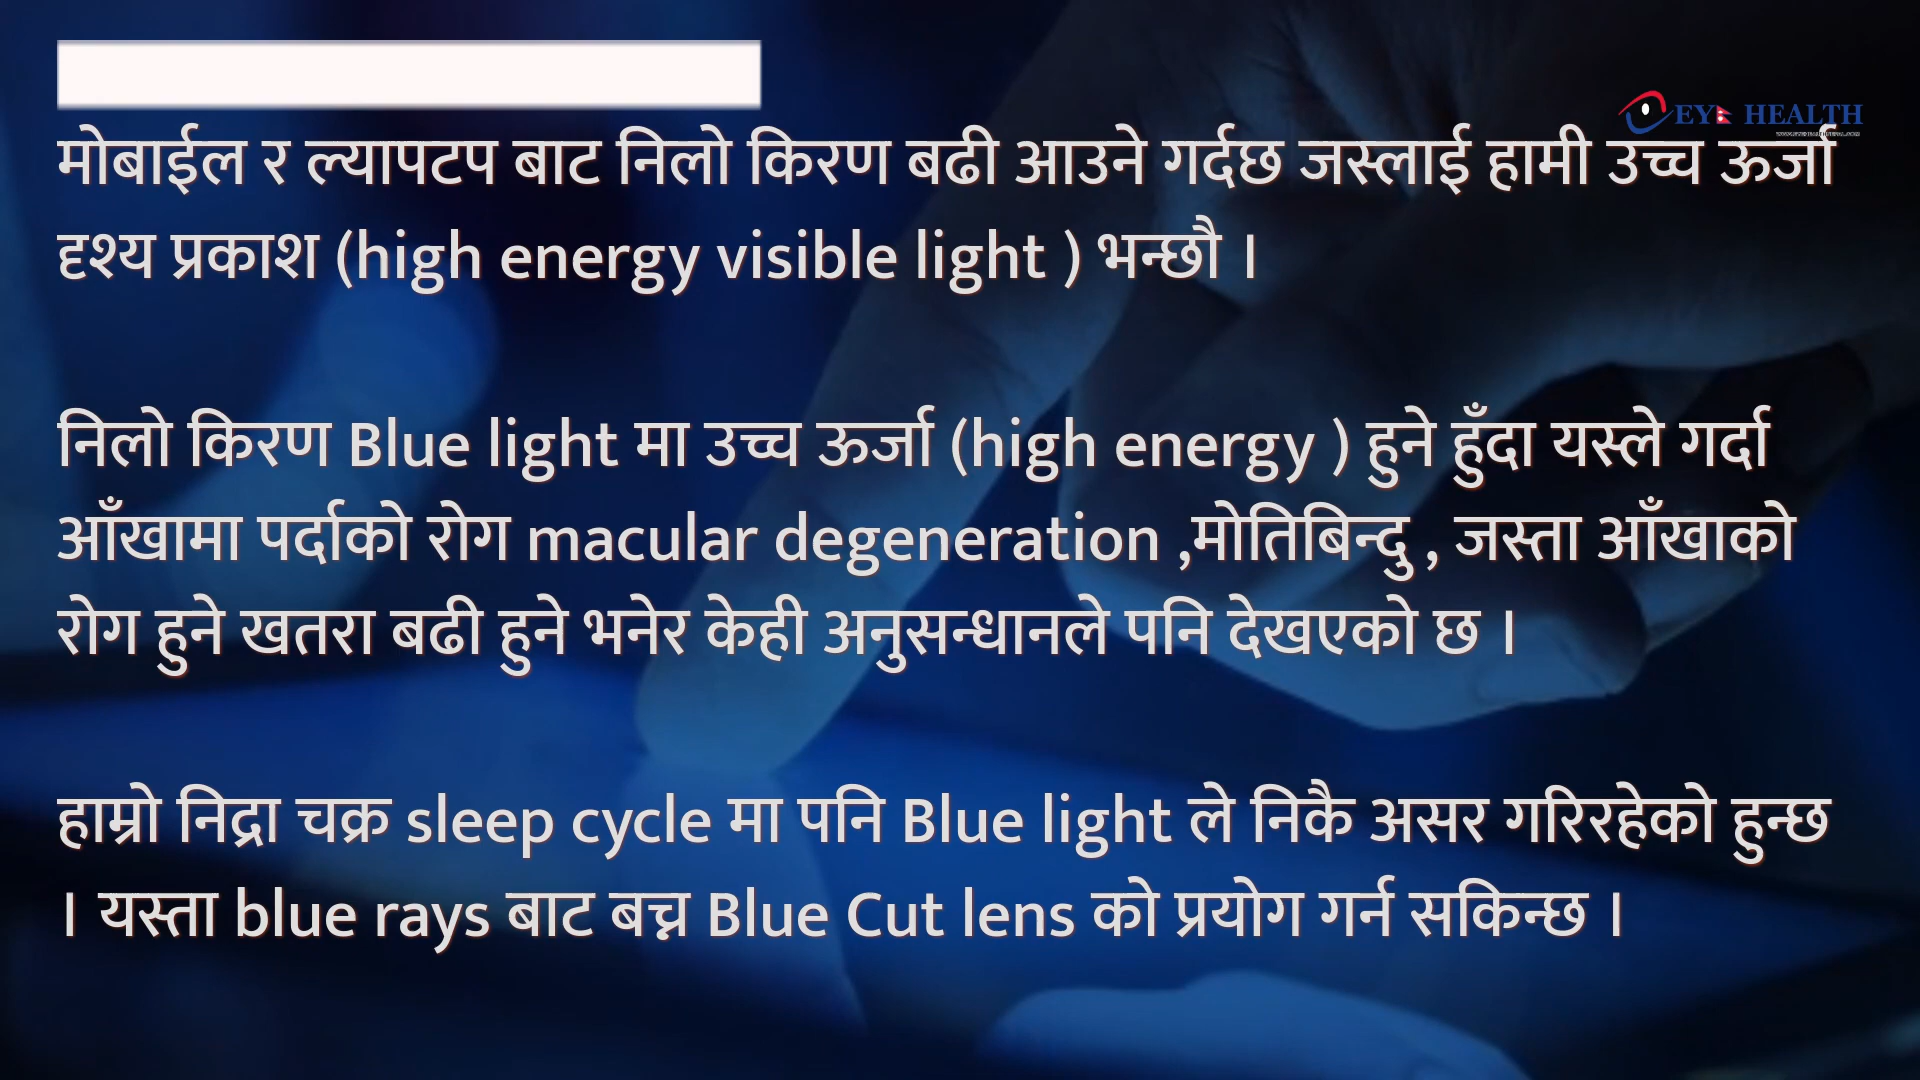 EYE HEALTH
मोबाईल र ल्यापटप बाट निलो किरण बढी आउने गर्दछ जस्लाई हामी उच्च ऊर्जा
दृश्य प्रकाश (high energy visible light ) भन्छौ ।
निलो किरण Blue light मा उच्च ऊर्जा (high energy ) हुने हुँदा यस्ले गर्दा
आँखामा पर्दाको रोग macular degeneration ,मोतिबिन्दु , जस्ता आँखाको
रोग हुने खतरा बढी हुने भनेर केही अनुसन्धानले पनि देखएको छ ।
हाम्रो निद्रा चक्र sleep cycle मा पनि Blue light ले निकै असर गरिरहेको हुन्छ
। यस्ता blue rays बाट बच्न Blue Cut lens को प्रयोग गर्न सकिन्छ ।